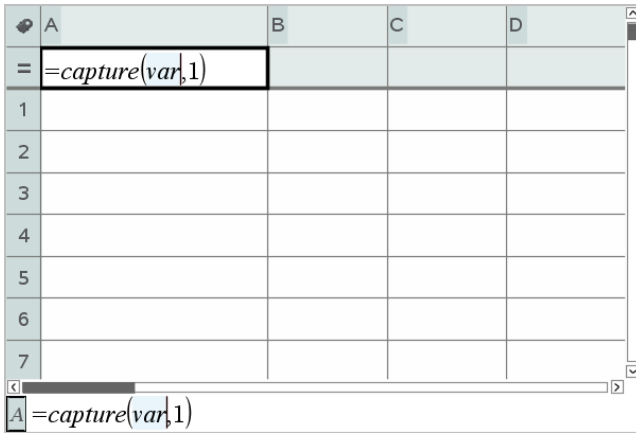 A B C D
= =capture(var,1)
1
2
3
4
5
6
7
A =capture(var,1)